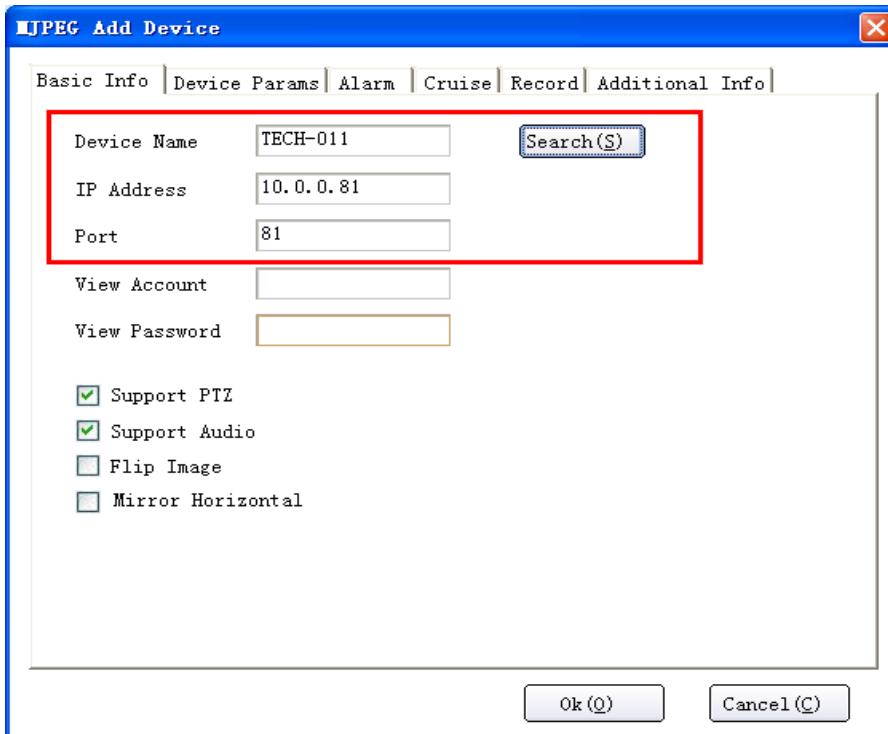 MJPEG Add Device
Basic Info Device Params Alarm Cruise Record Additional Info
Device Name TECH-011 Search(S)
IP Address 10.0.0.81
Port 81
View Account
View Password
Support PTZ
Support Audio
Flip Image
Mirror Horizontal
Ok(O) Cancel(C)